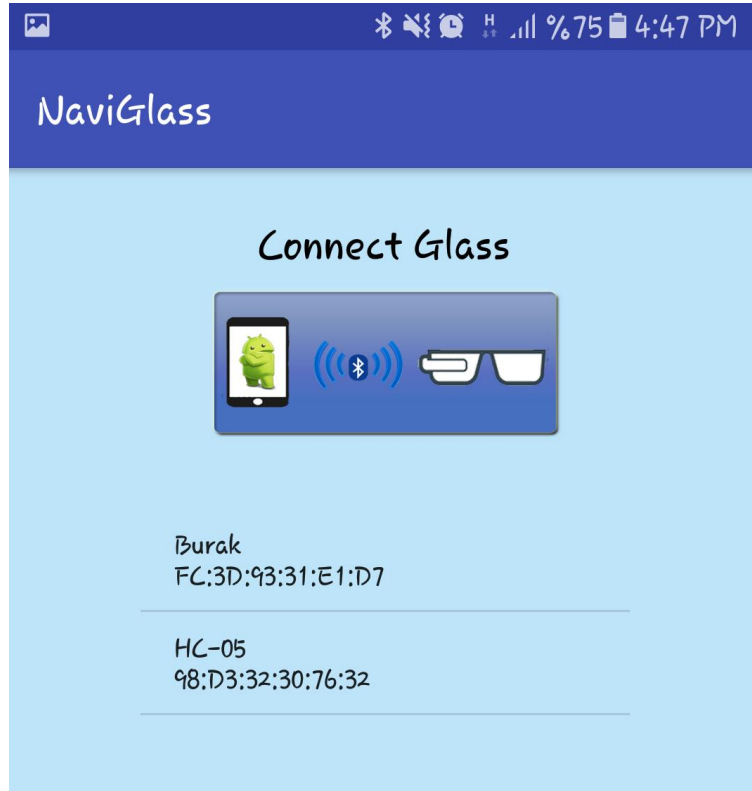 H %75 4:47 PM
NaviGlass
Connect Glass
Burak
FC:3D:93:31:E1:D7
HC-05
98:D3:32:30:76:32